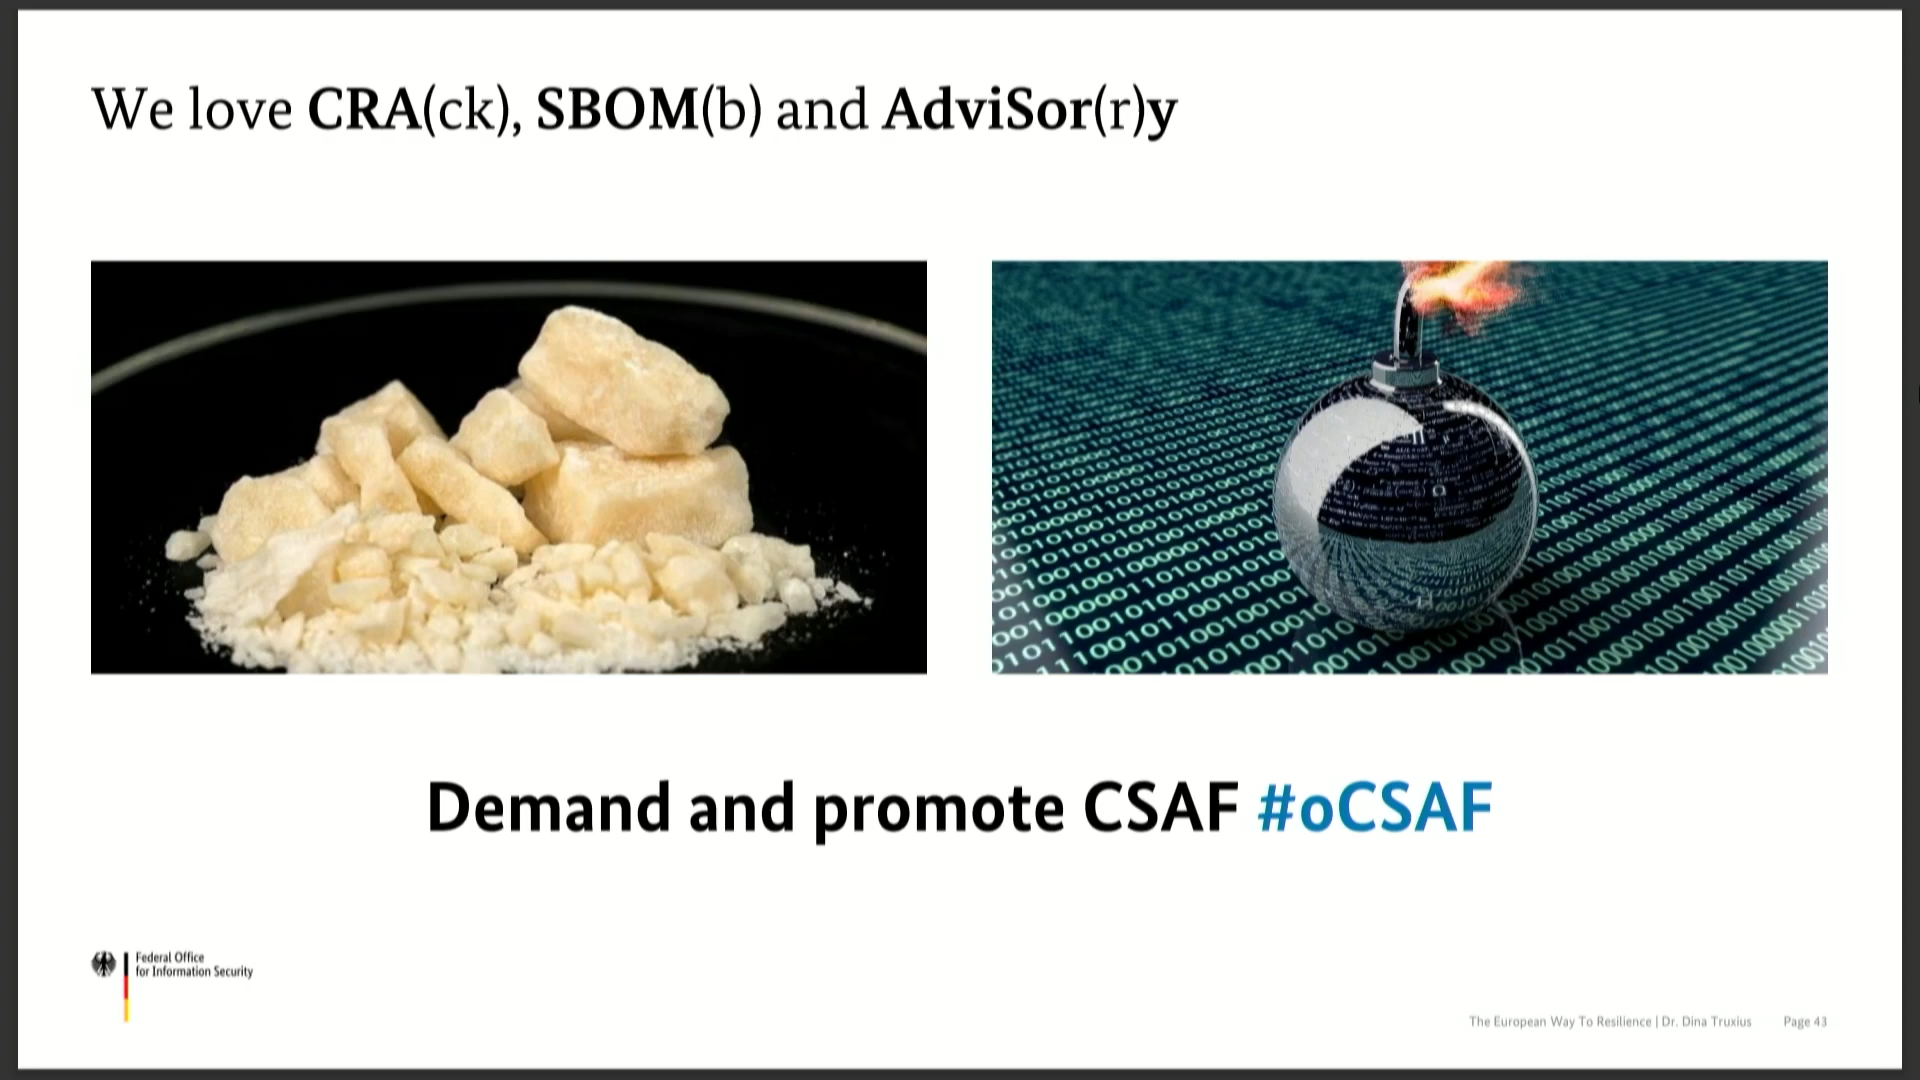 We love CRA(ck), SBOM(b) and AdviSor(r)y
Demand and promote CSAF #oCSAF
Federal Office
for Information Security
The European Way To Resilience | Dr. Dina Truxius
Page 43